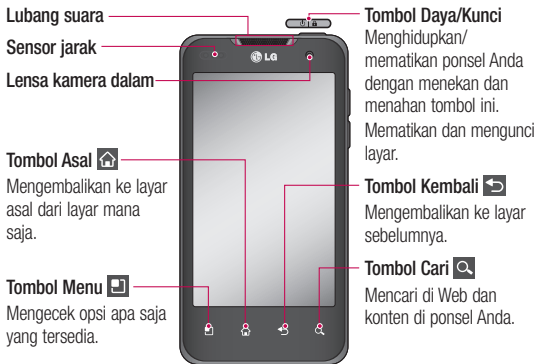 Lubang suara
Sensor jarak
Lensa kamera dalam
Tombol Asal
Mengembalikan ke layar
asal dari layar mana
saja.
Tombol Menu
Mengecek opsi apa saja
yang tersedia.
LG
Tombol Daya/Kunci
Menghidupkan/
mematikan ponsel Anda
dengan menekan dan
menahan tombol ini.
Mematikan dan mengunci
layar.
Tombol Kembali
Mengembalikan ke layar
sebelumnya.
Tombol Cari
Mencari di Web dan
konten di ponsel Anda.